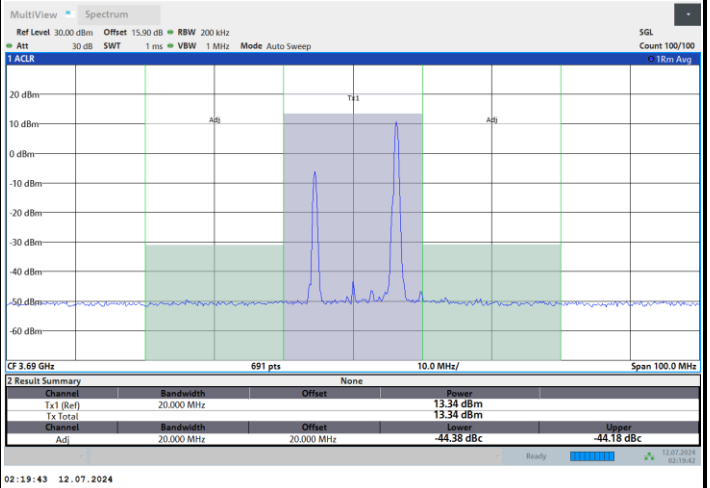 MultiView Spectrum
Ref Level 30.00 dBm Offset 15.90 dB RBW 200 kHz SGL
Att 30 dB SWT 1 ms VBW 1 MHz Mode Auto Sweep Count 100/100
1 ACLR 1Rm Avg
Tx1
20 dBm
Adj Adj
10 dBm
0 dBm
-10 dBm
-20 dBm
-30 dBm
-40 dBm
-50 dBm
-60 dBm
CF 3.69 GHz 691 pts 10.0 MHz/ Span 100.0 MHz
2 Result Summary None
Channel Bandwidth Offset Power
Tx1 (Ref) 20.000 MHz 13.34 dBm
Tx Total 13.34 dBm
Channel Bandwidth Offset Lower Upper
Adj 20.000 MHz 20.000 MHz -44.38 dBc -44.18 dBc
Ready 12.07.2024
02:19:42
02:19:43 12.07.2024